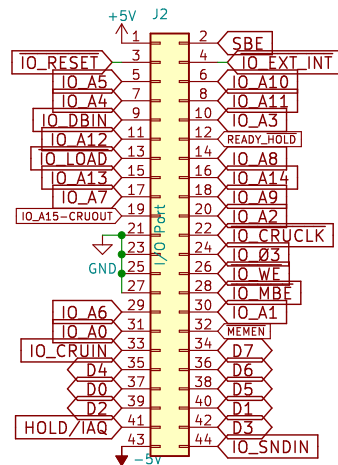 +5V J2
1 2 SBE
IO_RESET 3 4 IO_EXT_INT
IO_A5 5 6 IO_A10
IO_A4 7 8 IO_A11
IO_DBIN 9 10 IO_A3
IO_A12 11 12 READY_HOLD
IO_LOAD 13 14 IO_A8
IO_A13 15 16 IO_A14
IO_A7 17 18 IO_A9
IO_A15-CRUOUT 19 20 IO_A2
21 22 IO_CRUCLK
23 24 IO_Ø3
GND 25 26 IO_WE
27 28 IO_MBE
IO_A6 29 30 IO_A1
IO_A0 31 32 MEMEN
IO_CRUIN 33 34 D7
D4 35 36 D6
D0 37 38 D5
D2 39 40 D1
HOLD/IAQ 41 42 D3
43 44 IO_SNDIN
-5V
I/O Port